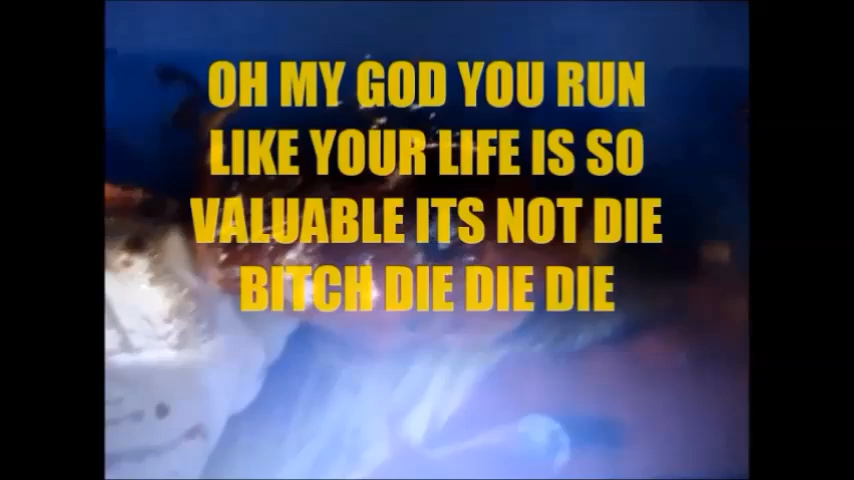 OH MY GOD YOU RUN
LIKE YOUR LIFE IS SO
VALUABLE ITS NOT DIE
BITCH DIE DIE DIE